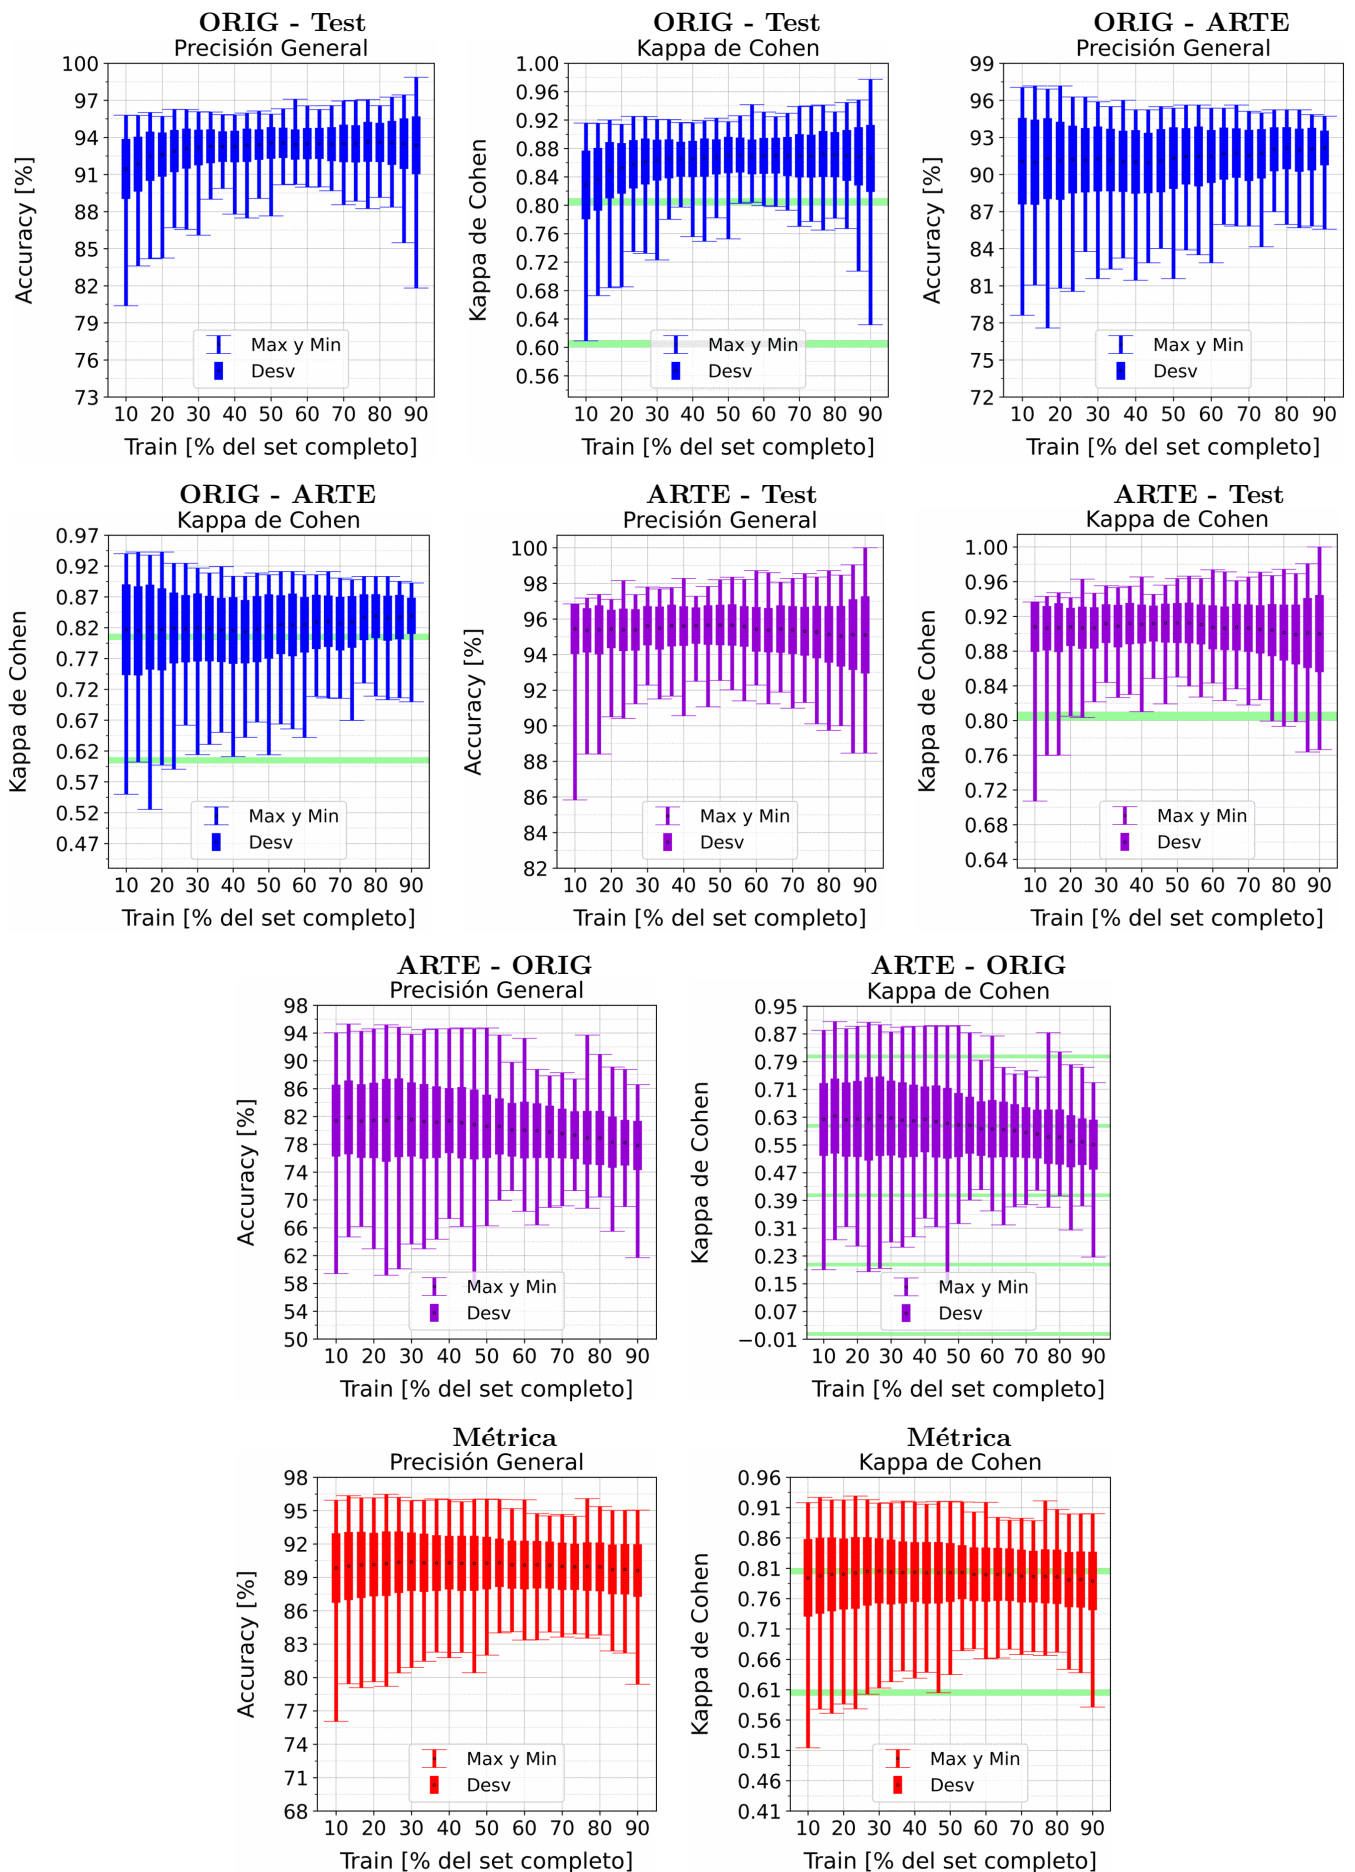 ORIG - Test
Precisión General
Accuracy [%]
100
97
94
91
88
85
82
79
76
73
Max y Min
Desv
10 20 30 40 50 60 70 80 90
Train [% del set completo]
ORIG - Test
Kappa de Cohen
Kappa de Cohen
1.00
0.96
0.92
0.88
0.84
0.80
0.76
0.72
0.68
0.64
0.60
0.56
Max y Min
Desv
10 20 30 40 50 60 70 80 90
Train [% del set completo]
ORIG - ARTE
Precisión General
Accuracy [%]
99
96
93
90
87
84
81
78
75
72
Max y Min
Desv
10 20 30 40 50 60 70 80 90
Train [% del set completo]
ORIG - ARTE
Kappa de Cohen
Kappa de Cohen
0.97
0.92
0.87
0.82
0.77
0.72
0.67
0.62
0.57
0.52
0.47
Max y Min
Desv
10 20 30 40 50 60 70 80 90
Train [% del set completo]
ARTE - Test
Precisión General
Accuracy [%]
100
98
96
94
92
90
88
86
84
82
Max y Min
Desv
10 20 30 40 50 60 70 80 90
Train [% del set completo]
ARTE - Test
Kappa de Cohen
Kappa de Cohen
1.00
0.96
0.92
0.88
0.84
0.80
0.76
0.72
0.68
0.64
Max y Min
Desv
10 20 30 40 50 60 70 80 90
Train [% del set completo]
ARTE - ORIG
Precisión General
Accuracy [%]
98
94
90
86
82
78
74
70
66
62
58
54
50
Max y Min
Desv
10 20 30 40 50 60 70 80 90
Train [% del set completo]
ARTE - ORIG
Kappa de Cohen
Kappa de Cohen
0.95
0.87
0.79
0.71
0.63
0.55
0.47
0.39
0.31
0.23
0.15
0.07
−0.01
Max y Min
Desv
10 20 30 40 50 60 70 80 90
Train [% del set completo]
Métrica
Precisión General
Accuracy [%]
98
95
92
89
86
83
80
77
74
71
68
Max y Min
Desv
10 20 30 40 50 60 70 80 90
Train [% del set completo]
Métrica
Kappa de Cohen
Kappa de Cohen
0.96
0.91
0.86
0.81
0.76
0.71
0.66
0.61
0.56
0.51
0.46
0.41
Max y Min
Desv
10 20 30 40 50 60 70 80 90
Train [% del set completo]